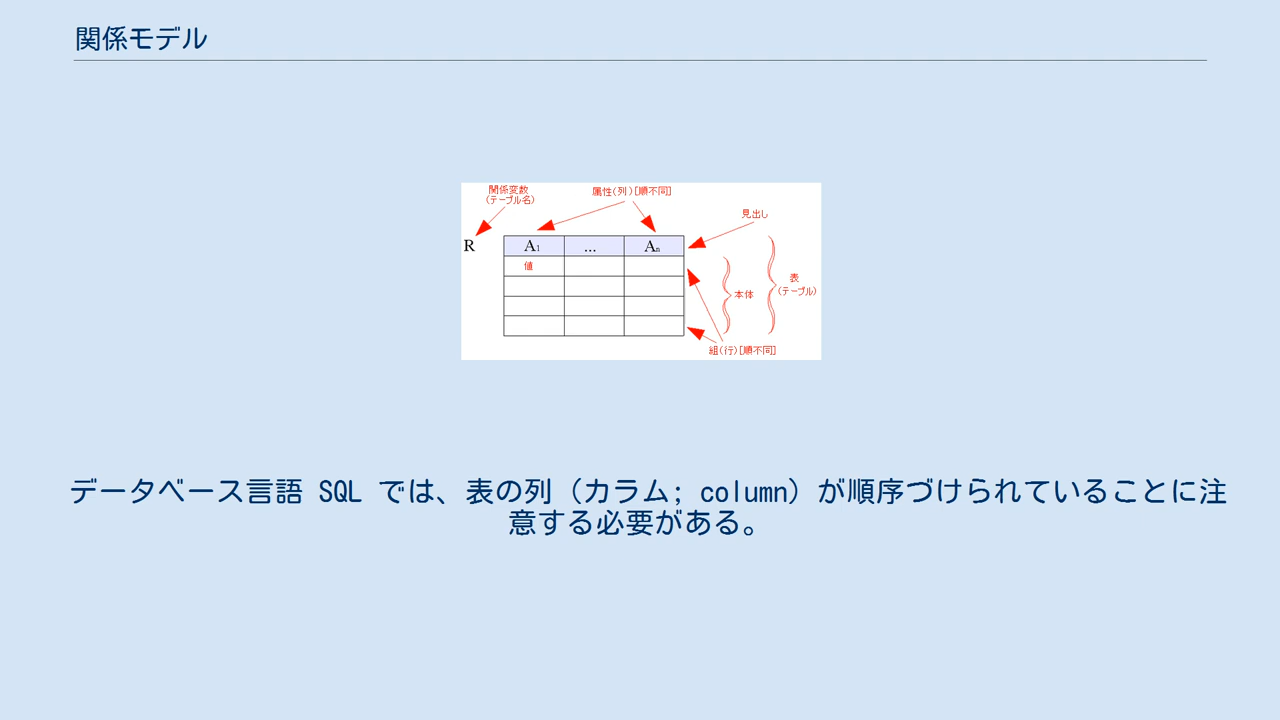 関係モデル
関係変数
(テーブル名)
属性(列)[順不同]
見出し
R
A1
...
An
値
本体
表
(テーブル)
組(行)[順不同]
データベース言語 SQL では、表の列（カラム; column）が順序づけられていることに注
意する必要がある。